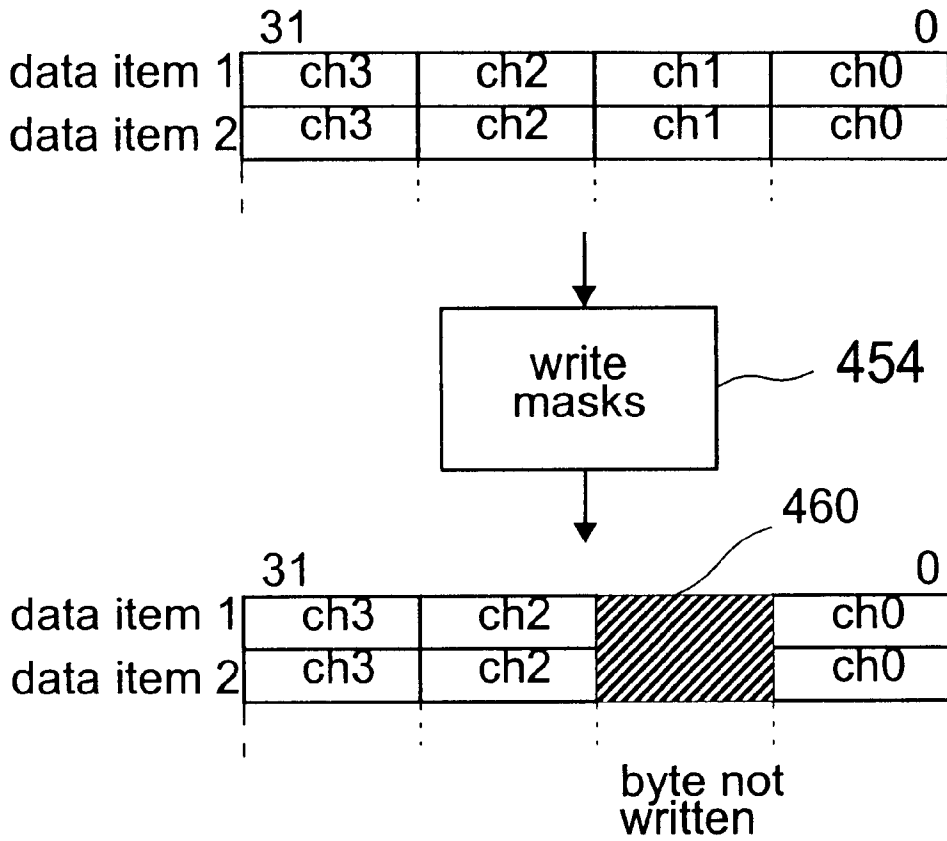 31 0
data item 1 ch3 ch2 ch1 ch0
data item 2 ch3 ch2 ch1 ch0
write
masks
454
460
31 0
data item 1 ch3 ch2 ch0
data item 2 ch3 ch2 ch0
byte not
written